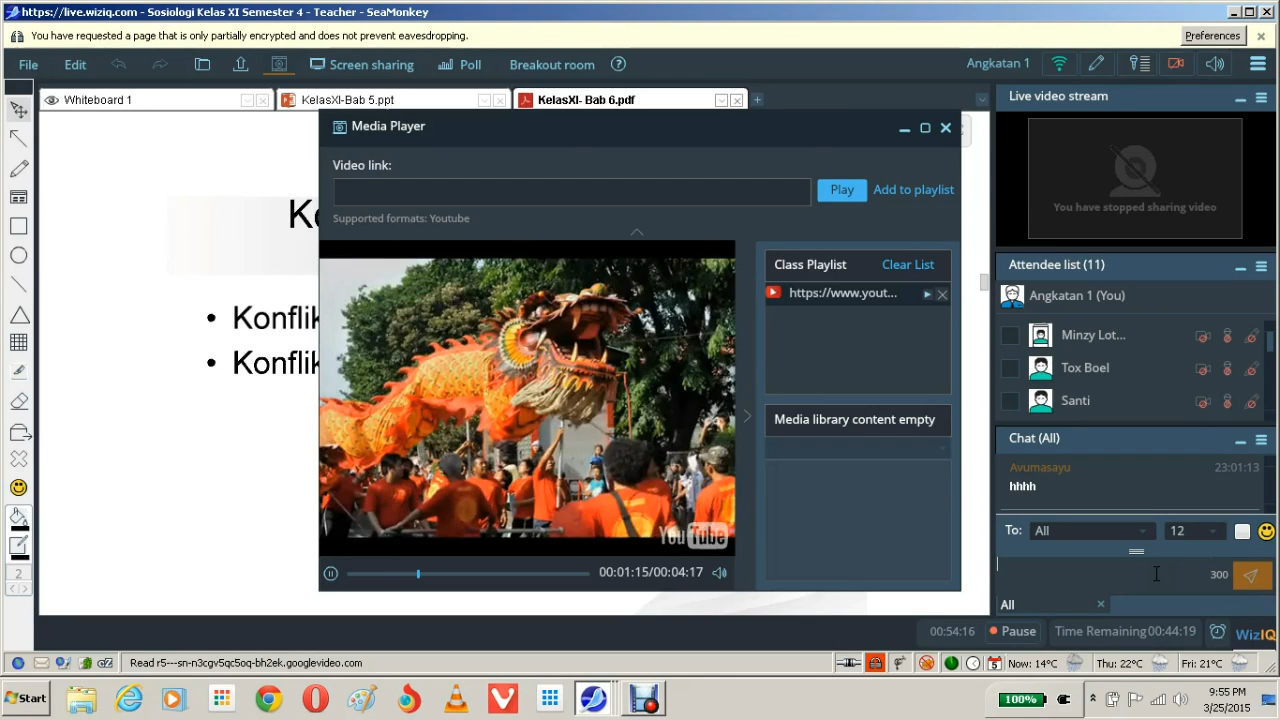 https://live.wiziq.com - Sosiologi Kelas XI Semester 4 - Teacher - SeaMonkey
You have requested a page that is only partially encrypted and does not prevent eavesdropping.
Preferences
File Edit Screen sharing Poll Breakout room Angkatan 1
Whiteboard 1 KelasXI-Bab 5.ppt KelasXI- Bab 6.pdf
Live video stream
You have stopped sharing video
Media Player
Video link:
Play Add to playlist
Supported formats: Youtube
Konflik
Konflik
Class Playlist Clear List
https://www.yout...
Media library content empty
YouTube
00:01:15/00:04:17
Attendee list (11)
Angkatan 1 (You)
Minzy Lot...
Tox Boel
Santi
Chat (All)
Avumasayu 23:01:13
hhhh
To: All 12
300
All
2
00:54:16 Pause Time Remaining00:44:19 WizIQ
Read r5---sn-n3cgv5qc5oq-bh2ek.googlevideo.com
5 Now: 14°C Thu: 22°C Fri: 21°C
Start 100% 9:55 PM
3/25/2015